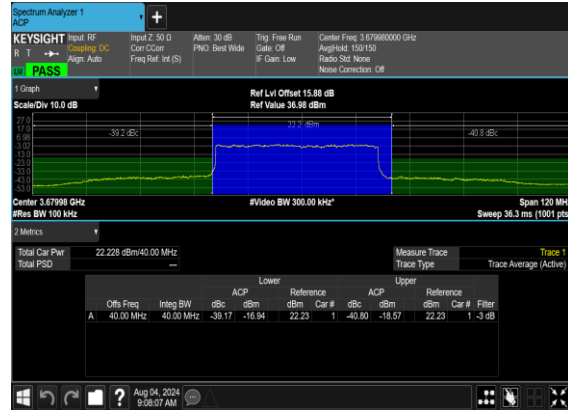 Spectrum Analyzer 1
ACP
KEYSIGHT Input: RF Input Z: 50 Ω Atten: 30 dB Trig: Free Run Center Freq: 3.679980000 GHz
R T Coupling: DC Corr CCorr PNO: Best Wide Gate: Off Avg|Hold: 150/150
Align: Auto Freq Ref: Int (S) IF Gain: Low Radio Std: None
Noise Correction: Off
PASS
1 Graph
Ref Lvl Offset 15.88 dB
Scale/Div 10.0 dB Ref Value 36.98 dBm
27.0
17.0
6.98
-3.02
-13.0
-23.0
-33.0
-43.0
-53.0
-39.2 dBc 22.2 dBm -40.8 dBc
Center 3.67998 GHz #Video BW 300.00 kHz* Span 120 MH
#Res BW 100 kHz Sweep 36.3 ms (1001 pts
2 Metrics
Total Car Pwr 22.228 dBm/40.00 MHz Measure Trace Trace 1
Total PSD --- Trace Type Trace Average (Active)
Lower Upper
ACP Reference ACP Reference
Offs Freq Integ BW dBc dBm dBm Car # dBc dBm dBm Car # Filter
A 40.00 MHz 40.00 MHz -39.17 -16.94 22.23 1 -40.80 -18.57 22.23 1 -3 dB
Aug 04, 2024
9:08:07 AM